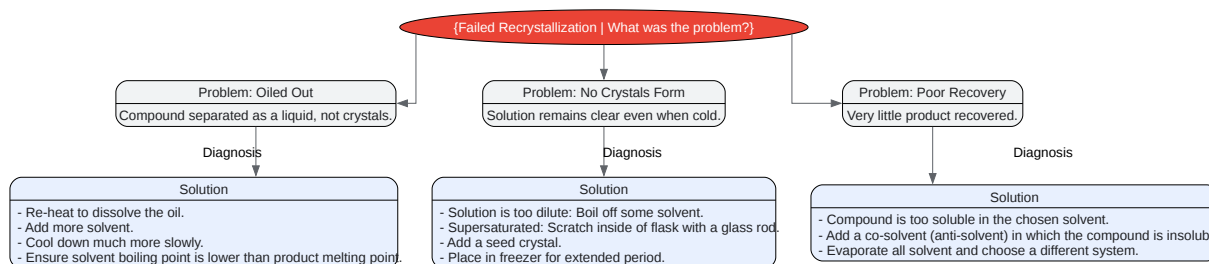 {Failed Recrystallization | What was the problem?}
Problem: Oiled Out
Compound separated as a liquid, not crystals.
Problem: No Crystals Form
Solution remains clear even when cold.
Problem: Poor Recovery
Very little product recovered.
Diagnosis
Diagnosis
Diagnosis
Solution
- Re-heat to dissolve the oil.
- Add more solvent.
- Cool down much more slowly.
- Ensure solvent boiling point is lower than product melting point.
Solution
- Solution is too dilute: Boil off some solvent.
- Supersaturated: Scratch inside of flask with a glass rod.
- Add a seed crystal.
- Place in freezer for extended period.
Solution
- Compound is too soluble in the chosen solvent.
- Add a co-solvent (anti-solvent) in which the compound is insolub
- Evaporate all solvent and choose a different system.